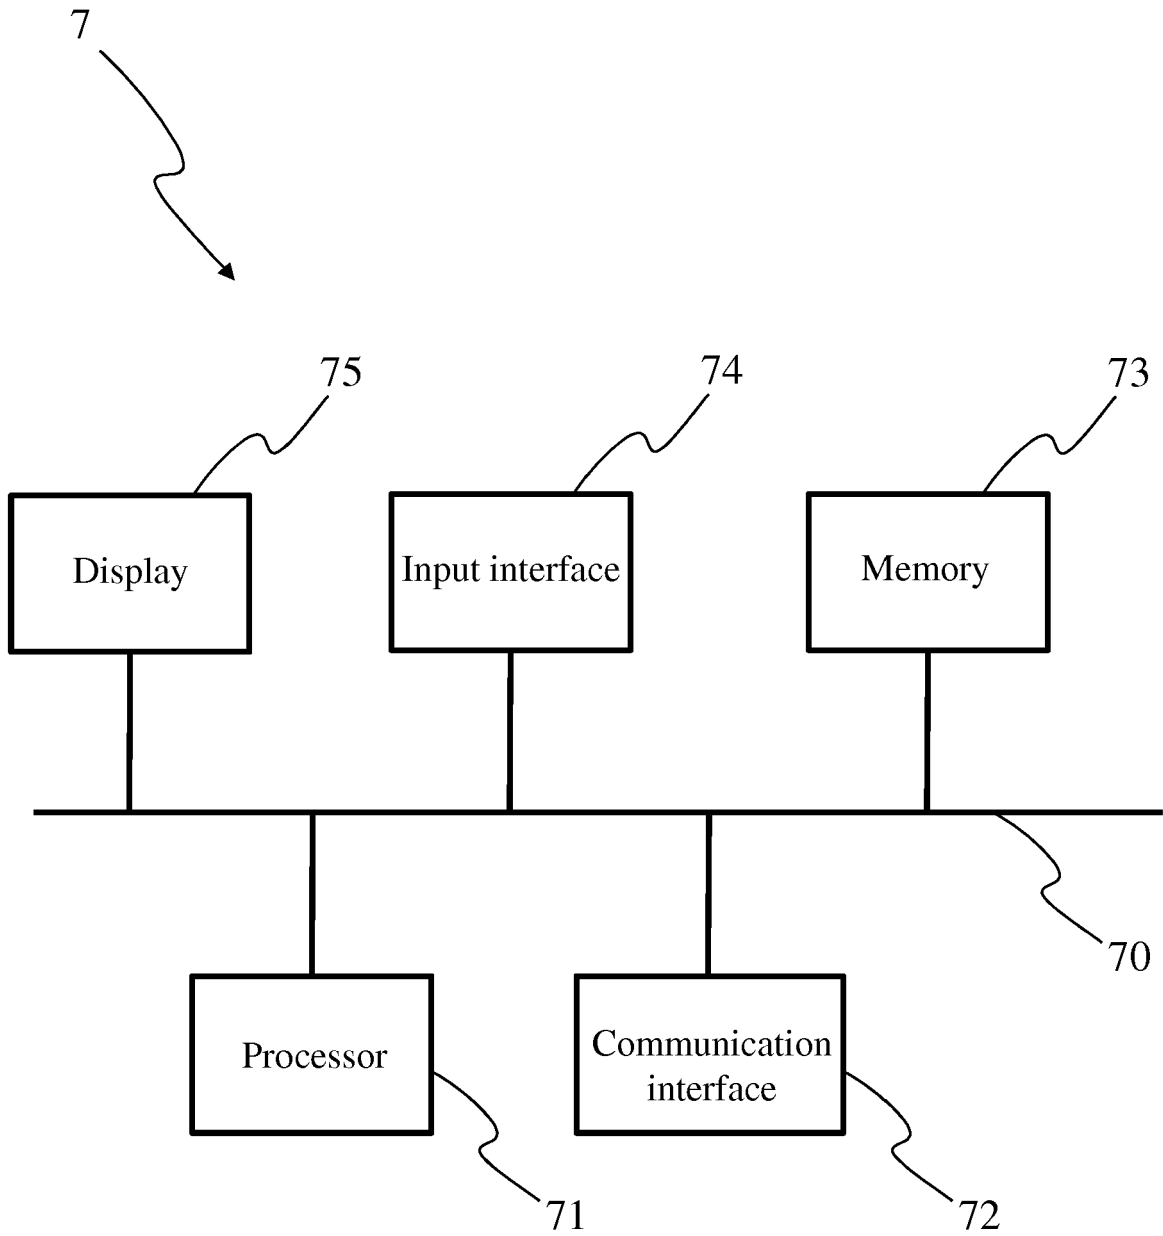 7
75
74
73
Display
Input interface
Memory
70
Processor
Communication
interface
71
72